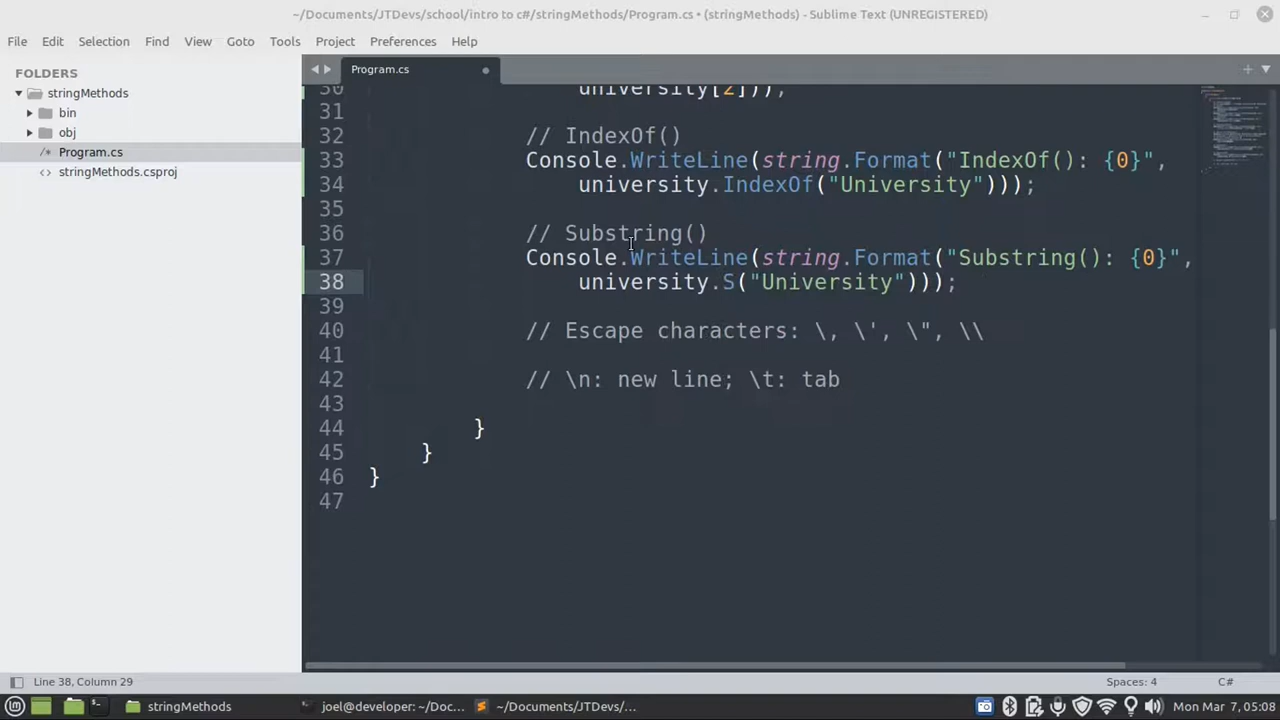 ~/Documents/JTDevs/school/intro to c#/stringMethods/Program.cs • (stringMethods) - Sublime Text (UNREGISTERED)
File Edit Selection Find View Goto Tools Project Preferences Help
FOLDERS
stringMethods
bin
obj
/* Program.cs
<> stringMethods.csproj
Program.cs
30 university[2]));
31
32 // IndexOf()
33 Console.WriteLine(string.Format("IndexOf(): {0}",
34 university.IndexOf("University")));
35
36 // Substring()
37 Console.WriteLine(string.Format("Substring(): {0}",
38 university.S("University")));
39
40 // Escape characters: \, \', \", \\
41
42 // \n: new line; \t: tab
43
44 }
45 }
46 }
47
Line 38, Column 29 Spaces: 4 C#
stringMethods joel@developer: ~/Doc... ~/Documents/JTDevs/... Mon Mar 7, 05:08